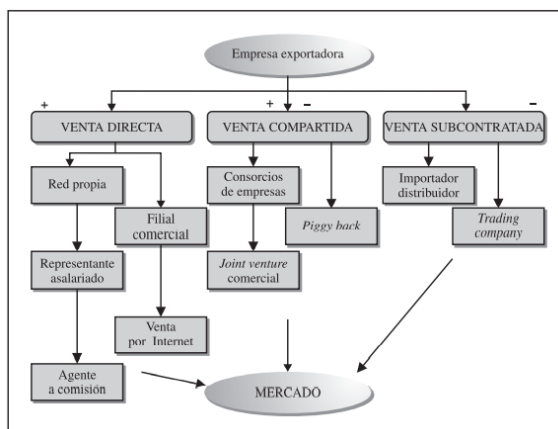 Empresa exportadora
+
+ −
−
VENTA DIRECTA
VENTA COMPARTIDA
VENTA SUBCONTRATADA
Red propia
Filial
comercial
Consorcios
de empresas
Piggy back
Importador
distribuidor
Trading
company
Representante
asalariado
Joint venture
comercial
Venta
por Internet
Agente
a comisión
MERCADO